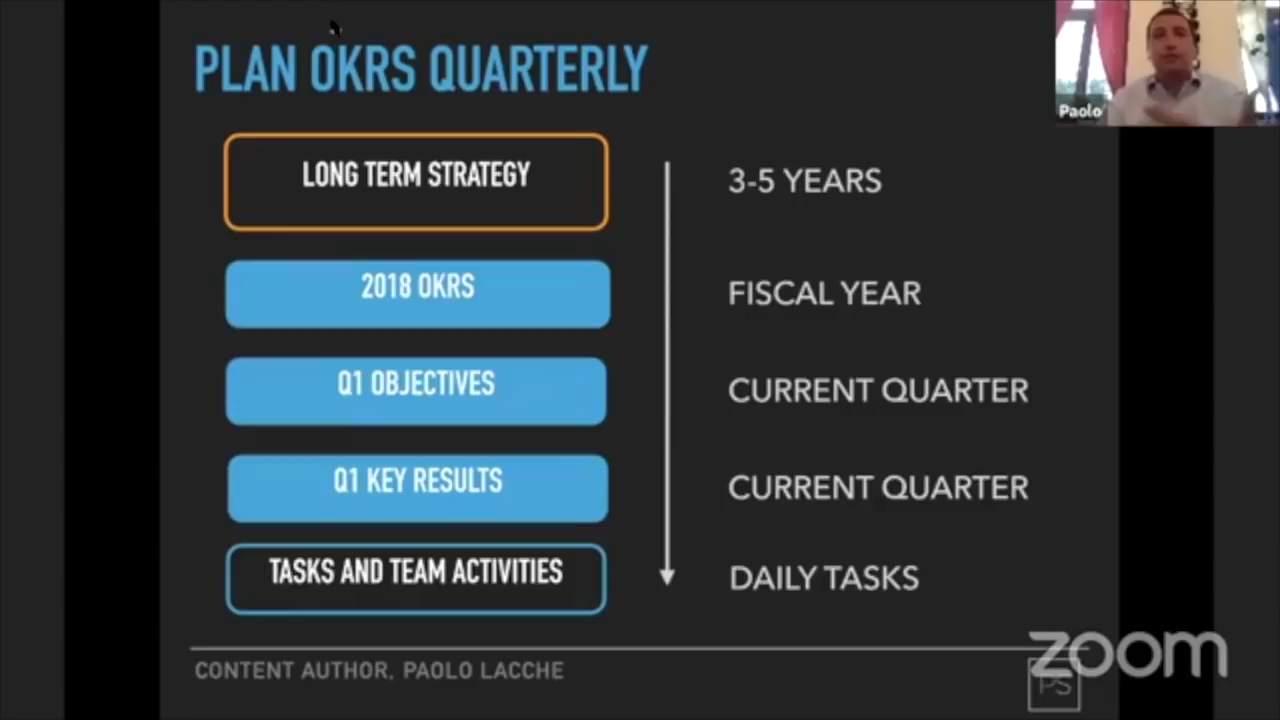 PLAN OKRS QUARTERLY
Paolo
LONG TERM STRATEGY
3-5 YEARS
2018 OKRS
FISCAL YEAR
Q1 OBJECTIVES
CURRENT QUARTER
Q1 KEY RESULTS
CURRENT QUARTER
TASKS AND TEAM ACTIVITIES
DAILY TASKS
CONTENT AUTHOR, PAOLO LACCHE
zoom
PS